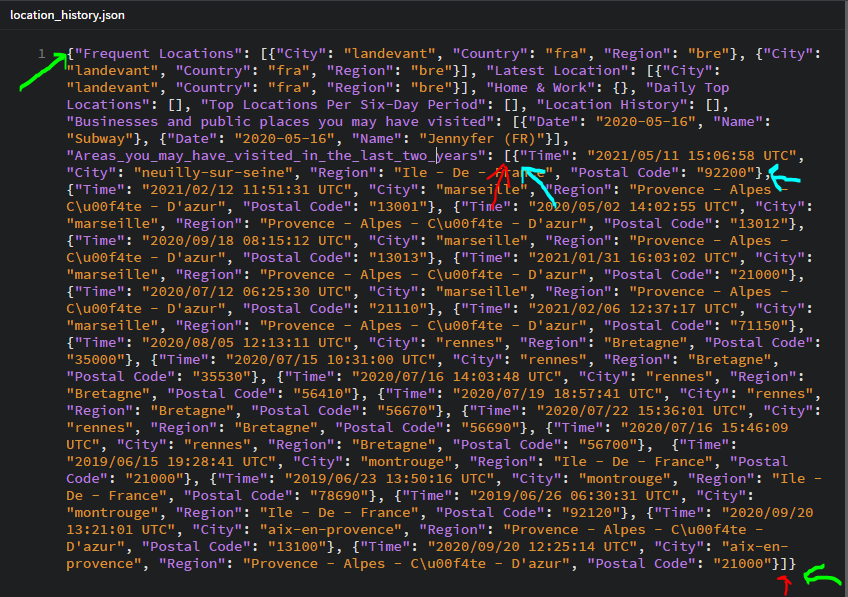 location_history.json
1 {"Frequent Locations": [{"City": "landevant", "Country": "fra", "Region": "bre"}, {"City":
"landevant", "Country": "fra", "Region": "bre"}], "Latest Location": [{"City":
"landevant", "Country": "fra", "Region": "bre"}], "Home & Work": {}, "Daily Top
Locations": [], "Top Locations Per Six-Day Period": [], "Location History": [],
"Businesses and public places you may have visited": [{"Date": "2020-05-16", "Name":
"Subway"}, {"Date": "2020-05-16", "Name": "Jennyfer (FR)"}],
"Areas_you_may_have_visited_in_the_last_two_years": [{"Time": "2021/05/11 15:06:58 UTC",
"City": "neuilly-sur-seine", "Region": "Ile - De - France", "Postal Code": "92200"},
{"Time": "2021/02/12 11:51:31 UTC", "City": "marseille", "Region": "Provence - Alpes -
C\u00f4te - D'azur", "Postal Code": "13001"}, {"Time": "2020/05/02 14:02:55 UTC", "City":
"marseille", "Region": "Provence - Alpes - C\u00f4te - D'azur", "Postal Code": "13012"},
{"Time": "2020/09/18 08:15:12 UTC", "City": "marseille", "Region": "Provence - Alpes -
C\u00f4te - D'azur", "Postal Code": "13013"}, {"Time": "2021/01/31 16:03:02 UTC", "City":
"marseille", "Region": "Provence - Alpes - C\u00f4te - D'azur", "Postal Code": "21000"},
{"Time": "2020/07/12 06:25:30 UTC", "City": "marseille", "Region": "Provence - Alpes -
C\u00f4te - D'azur", "Postal Code": "21110"}, {"Time": "2021/02/06 12:37:17 UTC", "City":
"marseille", "Region": "Provence - Alpes - C\u00f4te - D'azur", "Postal Code": "71150"},
{"Time": "2020/08/05 12:13:11 UTC", "City": "rennes", "Region": "Bretagne", "Postal Code":
"35000"}, {"Time": "2020/07/15 10:31:00 UTC", "City": "rennes", "Region": "Bretagne",
"Postal Code": "35530"}, {"Time": "2020/07/16 14:03:48 UTC", "City": "rennes", "Region":
"Bretagne", "Postal Code": "56410"}, {"Time": "2020/07/19 18:57:41 UTC", "City": "rennes",
"Region": "Bretagne", "Postal Code": "56670"}, {"Time": "2020/07/22 15:36:01 UTC", "City":
"rennes", "Region": "Bretagne", "Postal Code": "56690"}, {"Time": "2020/07/16 15:46:09
UTC", "City": "rennes", "Region": "Bretagne", "Postal Code": "56700"}, {"Time":
"2019/06/15 19:28:41 UTC", "City": "montrouge", "Region": "Ile - De - France", "Postal
Code": "21000"}, {"Time": "2019/06/23 13:50:16 UTC", "City": "montrouge", "Region": "Ile -
De - France", "Postal Code": "78690"}, {"Time": "2019/06/26 06:30:31 UTC", "City":
"montrouge", "Region": "Ile - De - France", "Postal Code": "92120"}, {"Time": "2020/09/20
13:21:01 UTC", "City": "aix-en-provence", "Region": "Provence - Alpes - C\u00f4te -
D'azur", "Postal Code": "13100"}, {"Time": "2020/09/20 12:25:14 UTC", "City": "aix-en-
provence", "Region": "Provence - Alpes - C\u00f4te - D'azur", "Postal Code": "21000"}]}